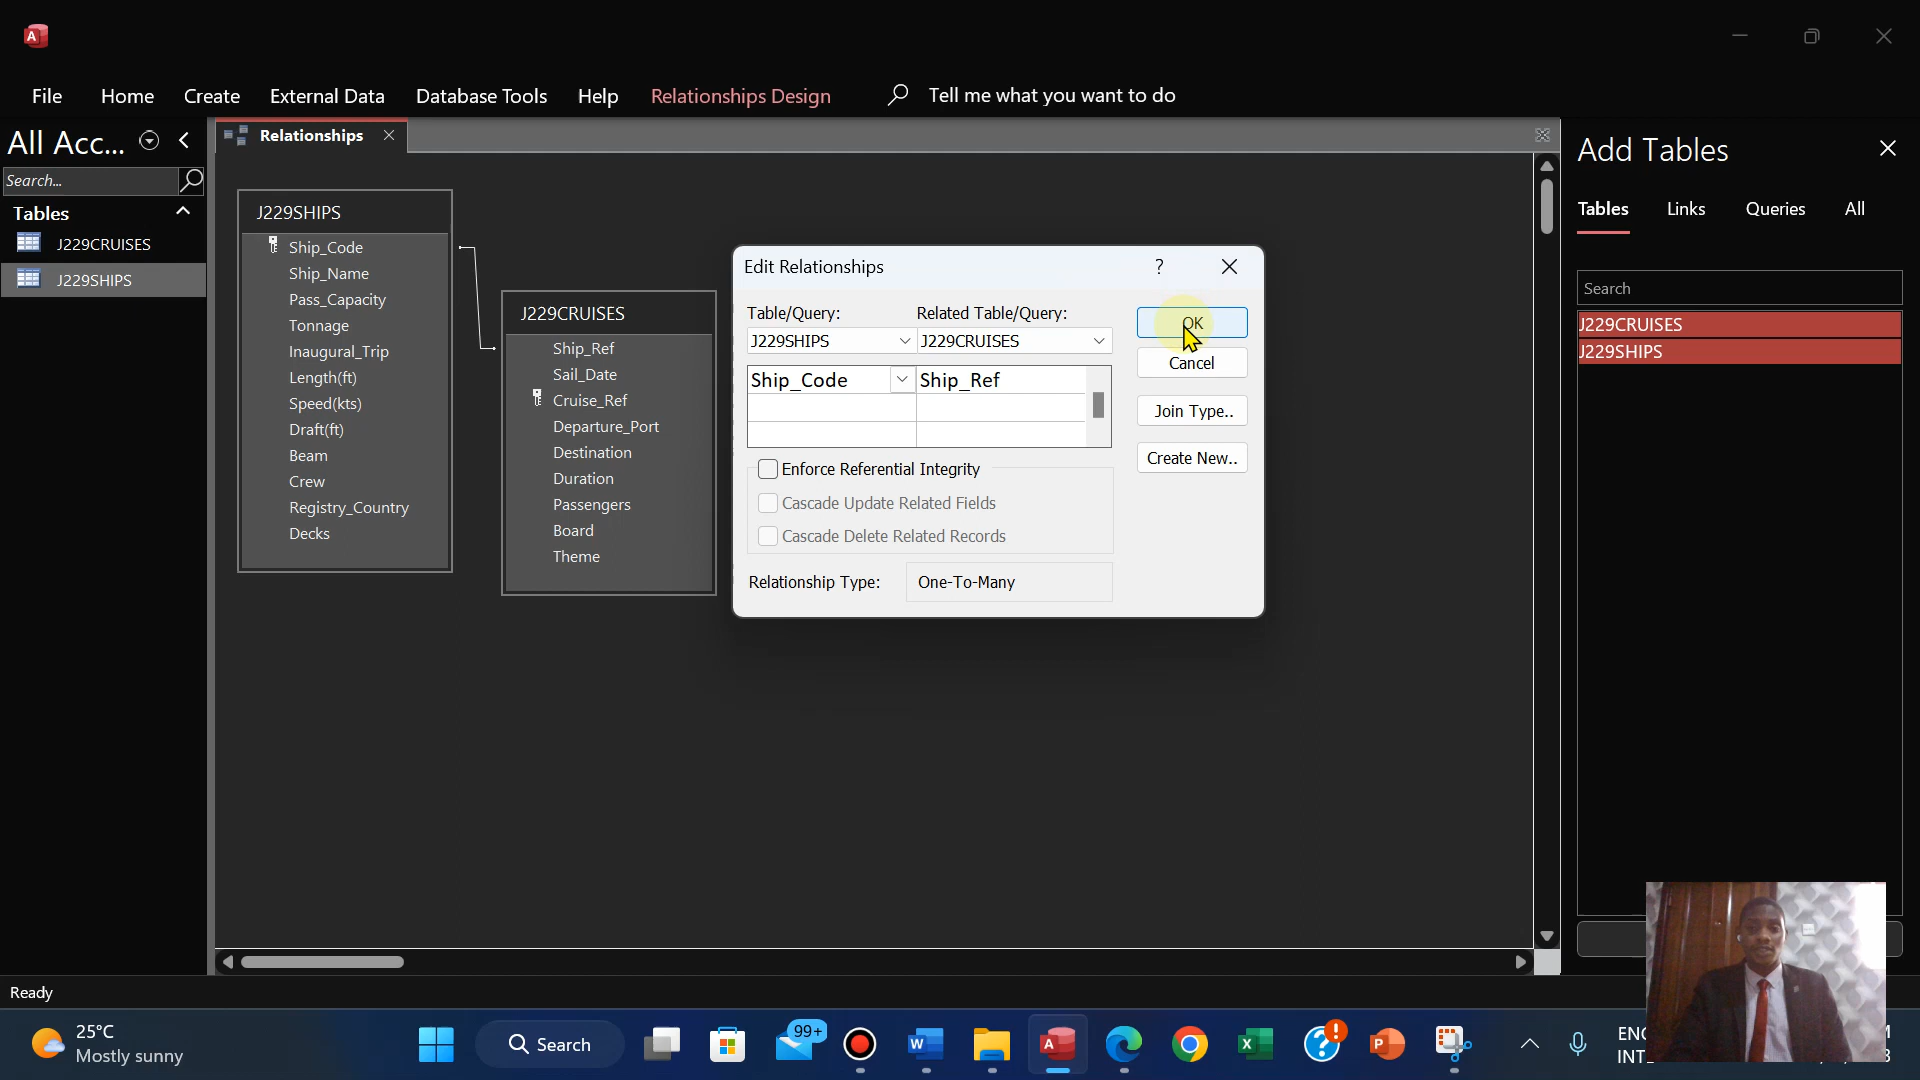 A
File Home Create External Data Database Tools Help Relationships Design Tell me what you want to do
All Acc...
Search...
Tables
J229CRUISES
J229SHIPS
Relationships
J229SHIPS
Ship_Code
Ship_Name
Pass_Capacity
Tonnage
Inaugural_Trip
Length(ft)
Speed(kts)
Draft(ft)
Beam
Crew
Registry_Country
Decks
J229CRUISES
Ship_Ref
Sail_Date
Cruise_Ref
Departure_Port
Destination
Duration
Passengers
Board
Theme
Edit Relationships ?
Table/Query: Related Table/Query:
J229SHIPS J229CRUISES
Ship_Code Ship_Ref
OK
Cancel
Join Type..
Create New..
Enforce Referential Integrity
Cascade Update Related Fields
Cascade Delete Related Records
Relationship Type: One-To-Many
Add Tables
Tables Links Queries All
Search
J229CRUISES
J229SHIPS
Ready
25°C
Mostly sunny
Search
99+
W
A
X
?
!
P